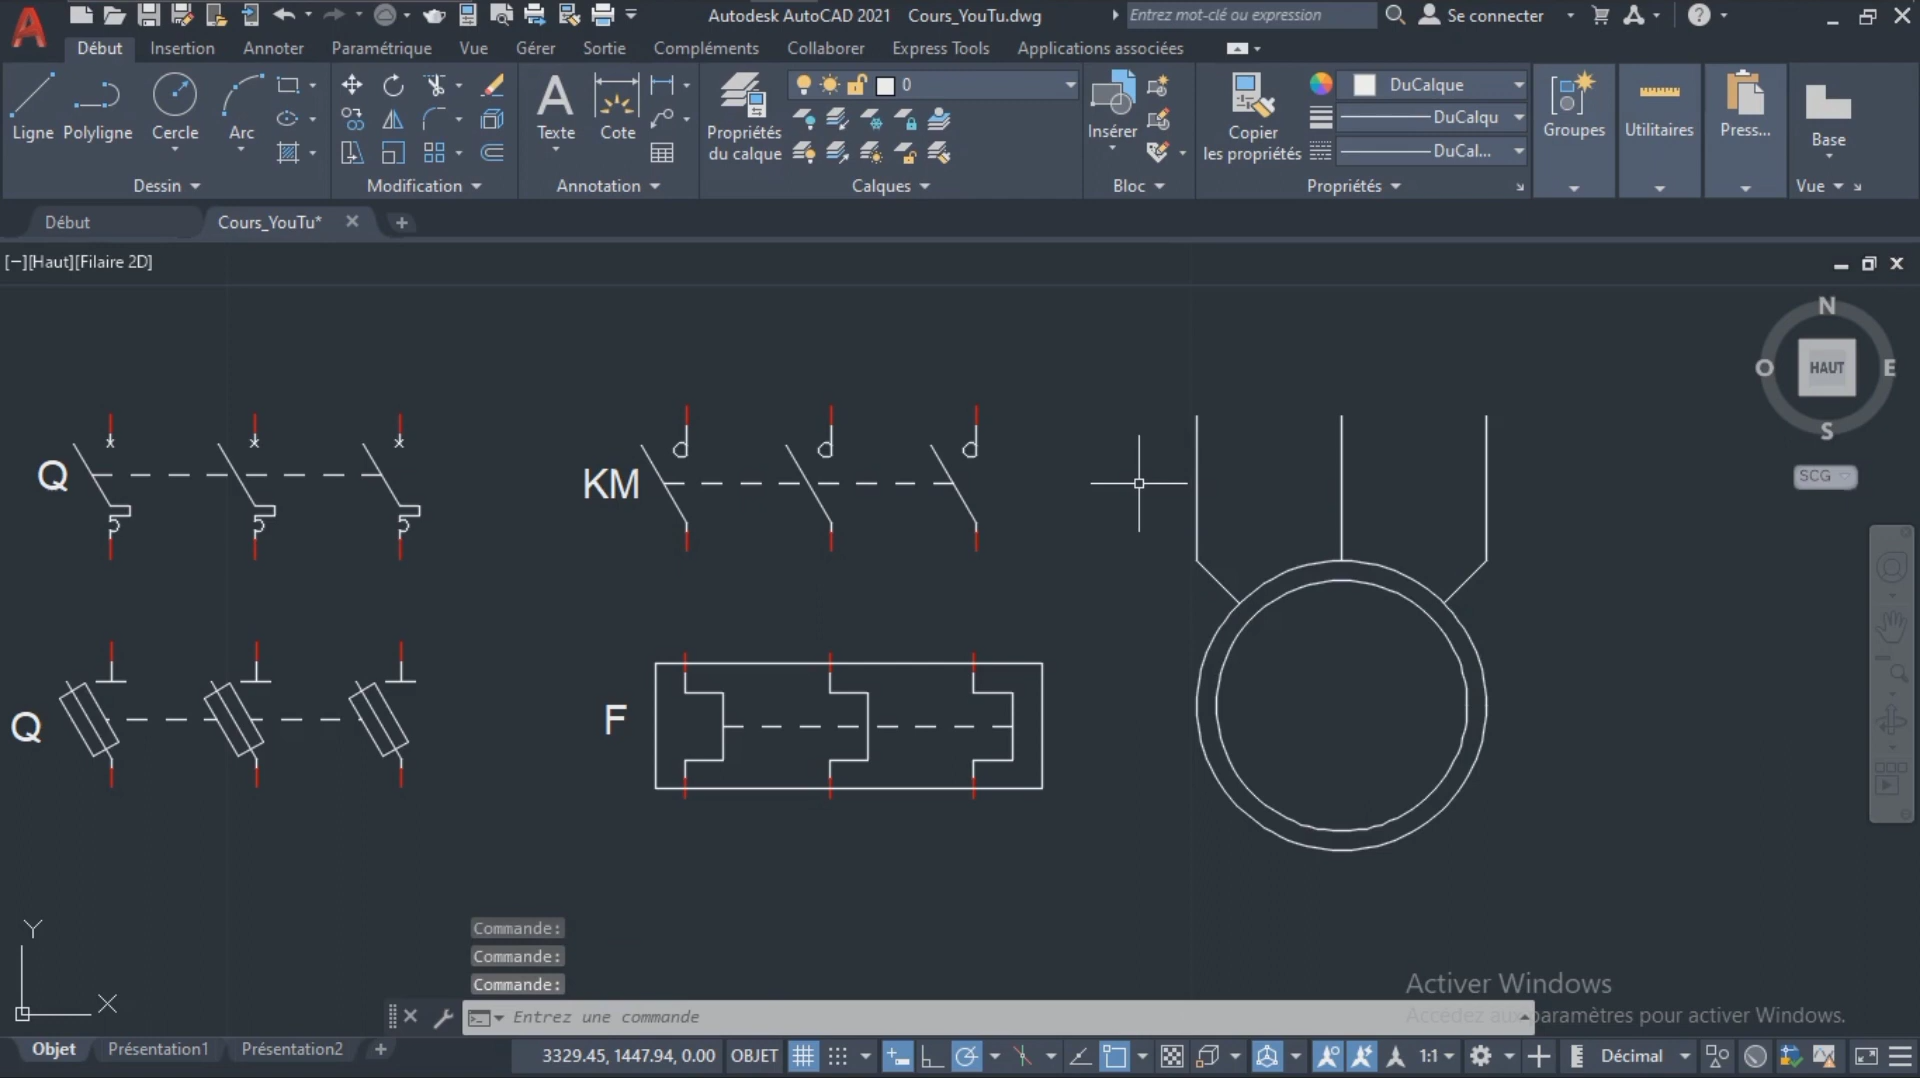 Autodesk AutoCAD 2021 Cours_YouTu.dwg
Entrez mot-clé ou expression
Se connecter
Début Insertion Annoter Paramétrique Vue Gérer Sortie Compléments Collaborer Express Tools Applications associées
Ligne Polyligne Cercle Arc
Texte Cote
Propriétés
du calque
0
Insérer
Copier
les propriétés
DuCalque
DuCalqu
DuCal...
Groupes
Utilitaires
Press...
Base
Dessin Modification Annotation Calques Bloc Propriétés Vue
Début Cours_YouTu*
[−][Haut][Filaire 2D]
N
O HAUT E
S
SCG
Q
KM
Q
F
Y
X
Commande:
Commande:
Commande:
Entrez une commande
Activer Windows
Accédez aux paramètres pour activer Windows.
Objet Présentation1 Présentation2
3329.45, 1447.94, 0.00 OBJET 1:1 Décimal